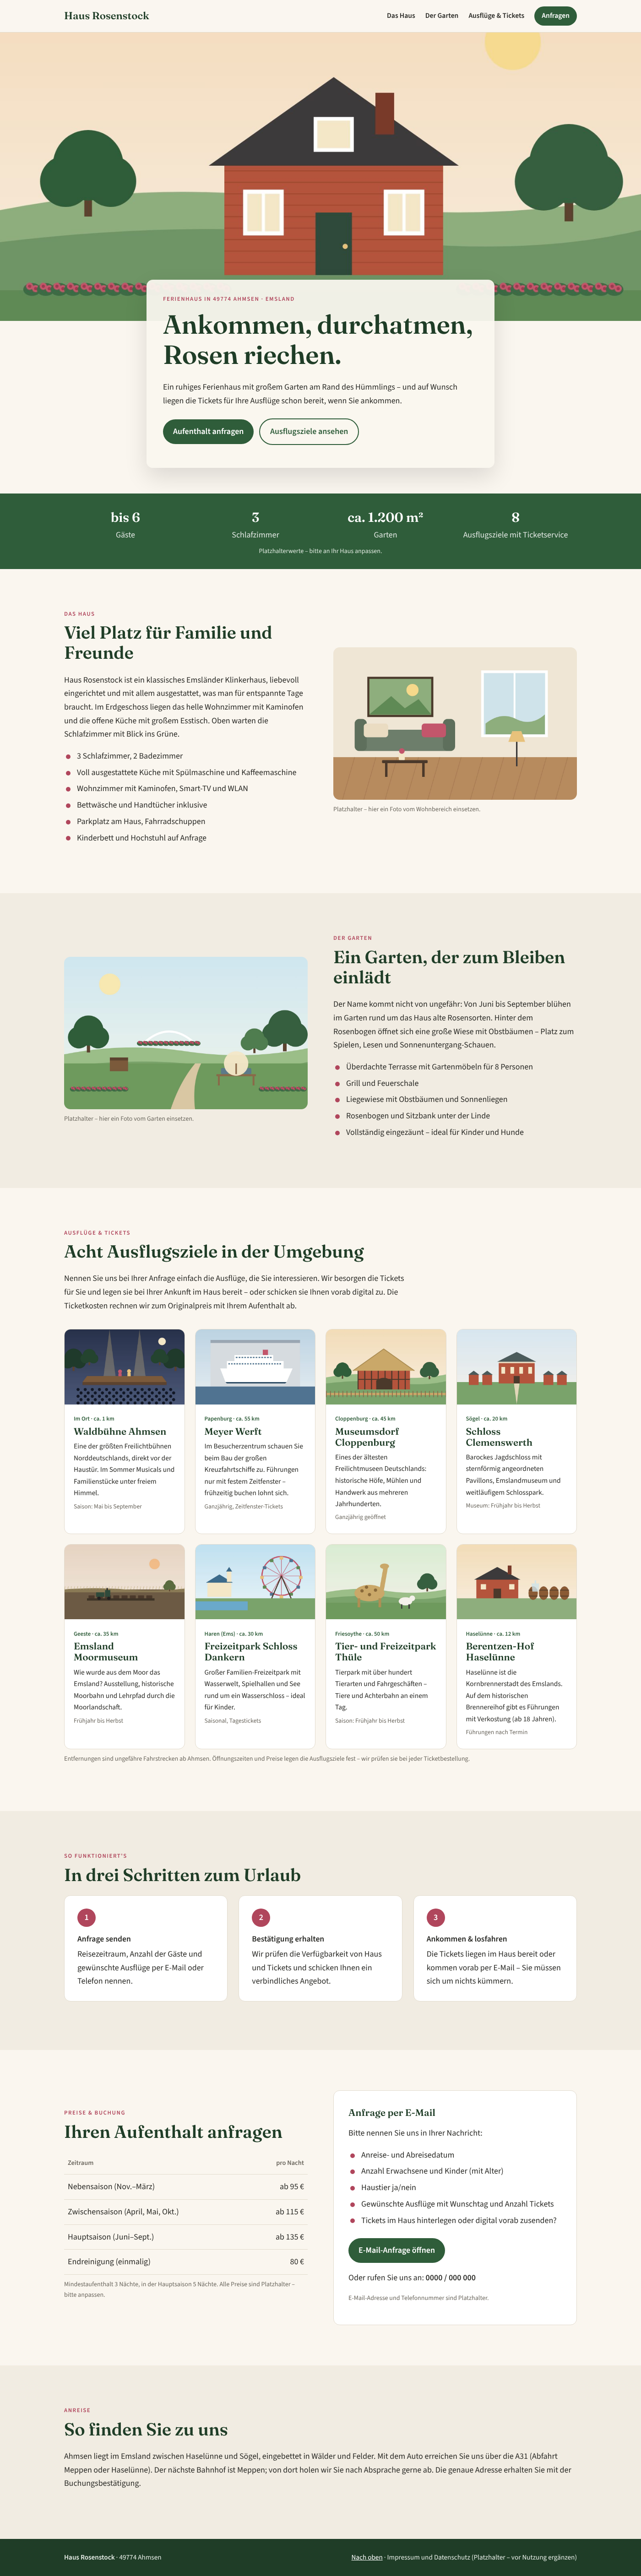 Haus Rosenstock
Das Haus
Der Garten
Ausflüge & Tickets
Anfragen
FERIENHAUS IN 49774 AHMSEN · EMSLAND
Ankommen, durchatmen,
Rosen riechen.
Ein ruhiges Ferienhaus mit großem Garten am Rand des Hümmlings – und auf Wunsch
liegen die Tickets für Ihre Ausflüge schon bereit, wenn Sie ankommen.
Aufenthalt anfragen
Ausflugsziele ansehen
bis 6
Gäste
3
Schlafzimmer
ca. 1.200 m²
Garten
8
Ausflugsziele mit Ticketservice
Platzhalterwerte – bitte an Ihr Haus anpassen.
DAS HAUS
Viel Platz für Familie und
Freunde
Haus Rosenstock ist ein klassisches Emsländer Klinkerhaus, liebevoll
eingerichtet und mit allem ausgestattet, was man für entspannte Tage
braucht. Im Erdgeschoss liegen das helle Wohnzimmer mit Kaminofen
und die offene Küche mit großem Esstisch. Oben warten die
Schlafzimmer mit Blick ins Grüne.
3 Schlafzimmer, 2 Badezimmer
Voll ausgestattete Küche mit Spülmaschine und Kaffeemaschine
Wohnzimmer mit Kaminofen, Smart-TV und WLAN
Bettwäsche und Handtücher inklusive
Parkplatz am Haus, Fahrradschuppen
Kinderbett und Hochstuhl auf Anfrage
Platzhalter – hier ein Foto vom Wohnbereich einsetzen.
DER GARTEN
Ein Garten, der zum Bleiben
einlädt
Der Name kommt nicht von ungefähr: Von Juni bis September blühen
im Garten rund um das Haus alte Rosensorten. Hinter dem
Rosenbogen öffnet sich eine große Wiese mit Obstbäumen – Platz zum
Spielen, Lesen und Sonnenuntergang-Schauen.
Überdachte Terrasse mit Gartenmöbeln für 8 Personen
Grill und Feuerschale
Liegewiese mit Obstbäumen und Sonnenliegen
Rosenbogen und Sitzbank unter der Linde
Vollständig eingezäunt – ideal für Kinder und Hunde
Platzhalter – hier ein Foto vom Garten einsetzen.
AUSFLÜGE & TICKETS
Acht Ausflugsziele in der Umgebung
Nennen Sie uns bei Ihrer Anfrage einfach die Ausflüge, die Sie interessieren. Wir besorgen die Tickets
für Sie und legen sie bei Ihrer Ankunft im Haus bereit – oder schicken sie Ihnen vorab digital zu. Die
Ticketkosten rechnen wir zum Originalpreis mit Ihrem Aufenthalt ab.
Im Ort · ca. 1 km
Waldbühne Ahmsen
Eine der größten Freilichtbühnen
Norddeutschlands, direkt vor der
Haustür. Im Sommer Musicals und
Familienstücke unter freiem
Himmel.
Saison: Mai bis September
Papenburg · ca. 55 km
Meyer Werft
Im Besucherzentrum schauen Sie
beim Bau der großen
Kreuzfahrtschiffe zu. Führungen
nur mit festem Zeitfenster –
frühzeitig buchen lohnt sich.
Ganzjährig, Zeitfenster-Tickets
Cloppenburg · ca. 45 km
Museumsdorf
Cloppenburg
Eines der ältesten
Freilichtmuseen Deutschlands:
historische Höfe, Mühlen und
Handwerk aus mehreren
Jahrhunderten.
Ganzjährig geöffnet
Sögel · ca. 20 km
Schloss
Clemenswerth
Barockes Jagdschloss mit
sternförmig angeordneten
Pavillons, Emslandmuseum und
weitläufigem Schlosspark.
Museum: Frühjahr bis Herbst
Geeste · ca. 35 km
Emsland
Moormuseum
Wie wurde aus dem Moor das
Emsland? Ausstellung, historische
Moorbahn und Lehrpfad durch die
Moorlandschaft.
Frühjahr bis Herbst
Haren (Ems) · ca. 30 km
Freizeitpark Schloss
Dankern
Großer Familien-Freizeitpark mit
Wasserwelt, Spielhallen und See
rund um ein Wasserschloss – ideal
für Kinder.
Saisonal, Tagestickets
Friesoythe · ca. 50 km
Tier- und Freizeitpark
Thüle
Tierpark mit über hundert
Tierarten und Fahrgeschäften –
Tiere und Achterbahn an einem
Tag.
Saison: Frühjahr bis Herbst
Haselünne · ca. 12 km
Berentzen-Hof
Haselünne
Haselünne ist die
Kornbrennerstadt des Emslands.
Auf dem historischen
Brennereihof gibt es Führungen
mit Verkostung (ab 18 Jahren).
Führungen nach Termin
Entfernungen sind ungefähre Fahrstrecken ab Ahmsen. Öffnungszeiten und Preise legen die Ausflugsziele fest – wir prüfen sie bei jeder Ticketbestellung.
SO FUNKTIONIERT'S
In drei Schritten zum Urlaub
1
Anfrage senden
Reisezeitraum, Anzahl der Gäste und
gewünschte Ausflüge per E-Mail oder
Telefon nennen.
2
Bestätigung erhalten
Wir prüfen die Verfügbarkeit von Haus
und Tickets und schicken Ihnen ein
verbindliches Angebot.
3
Ankommen & losfahren
Die Tickets liegen im Haus bereit oder
kommen vorab per E-Mail – Sie müssen
sich um nichts kümmern.
PREISE & BUCHUNG
Ihren Aufenthalt anfragen
Zeitraum pro Nacht
Nebensaison (Nov.–März) ab 95 €
Zwischensaison (April, Mai, Okt.) ab 115 €
Hauptsaison (Juni–Sept.) ab 135 €
Endreinigung (einmalig) 80 €
Mindestaufenthalt 3 Nächte, in der Hauptsaison 5 Nächte. Alle Preise sind Platzhalter –
bitte anpassen.
Anfrage per E-Mail
Bitte nennen Sie uns in Ihrer Nachricht:
Anreise- und Abreisedatum
Anzahl Erwachsene und Kinder (mit Alter)
Haustier ja/nein
Gewünschte Ausflüge mit Wunschtag und Anzahl Tickets
Tickets im Haus hinterlegen oder digital vorab zusenden?
E-Mail-Anfrage öffnen
Oder rufen Sie uns an: 0000 / 000 000
E-Mail-Adresse und Telefonnummer sind Platzhalter.
ANREISE
So finden Sie zu uns
Ahmsen liegt im Emsland zwischen Haselünne und Sögel, eingebettet in Wälder und Felder. Mit dem Auto erreichen Sie uns über die A31 (Abfahrt
Meppen oder Haselünne). Der nächste Bahnhof ist Meppen; von dort holen wir Sie nach Absprache gerne ab. Die genaue Adresse erhalten Sie mit der
Buchungsbestätigung.
Haus Rosenstock · 49774 Ahmsen
Nach oben · Impressum und Datenschutz (Platzhalter – vor Nutzung ergänzen)